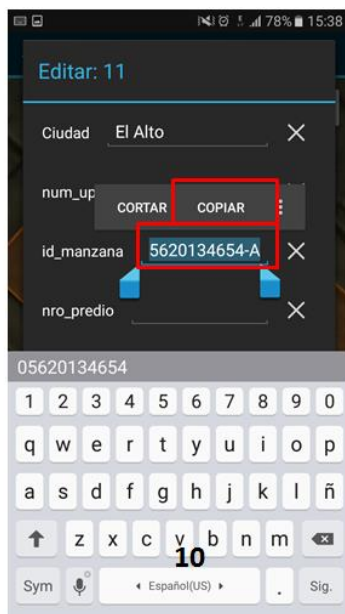 78% 15:38
Editar: 11
Ciudad El Alto
num_up
CORTAR COPIAR
id_manzana 5620134654-A
nro_predio
05620134654
1 2 3 4 5 6 7 8 9 0
q w e r t y u i o p
a s d f g h j k l ñ
z x c v b n m
10
Sym Español(US) . Sig.